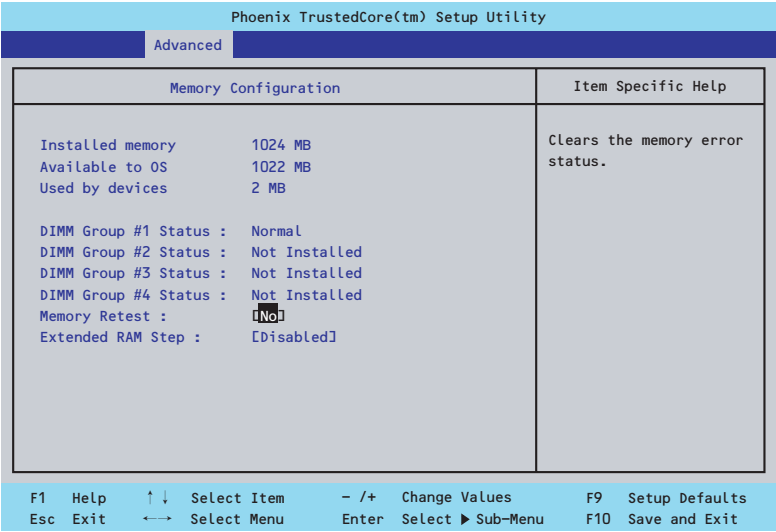 Phoenix TrustedCore(tm) Setup Utility
Advanced
Memory Configuration
Item Specific Help
Installed memory 1024 MB
Available to OS 1022 MB
Used by devices 2 MB
DIMM Group #1 Status : Normal
DIMM Group #2 Status : Not Installed
DIMM Group #3 Status : Not Installed
DIMM Group #4 Status : Not Installed
Memory Retest : [No]
Extended RAM Step : [Disabled]
Clears the memory error
status.
F1 Help ↑↓ Select Item - /+ Change Values F9 Setup Defaults
Esc Exit ←→ Select Menu Enter Select ▶ Sub-Menu F10 Save and Exit